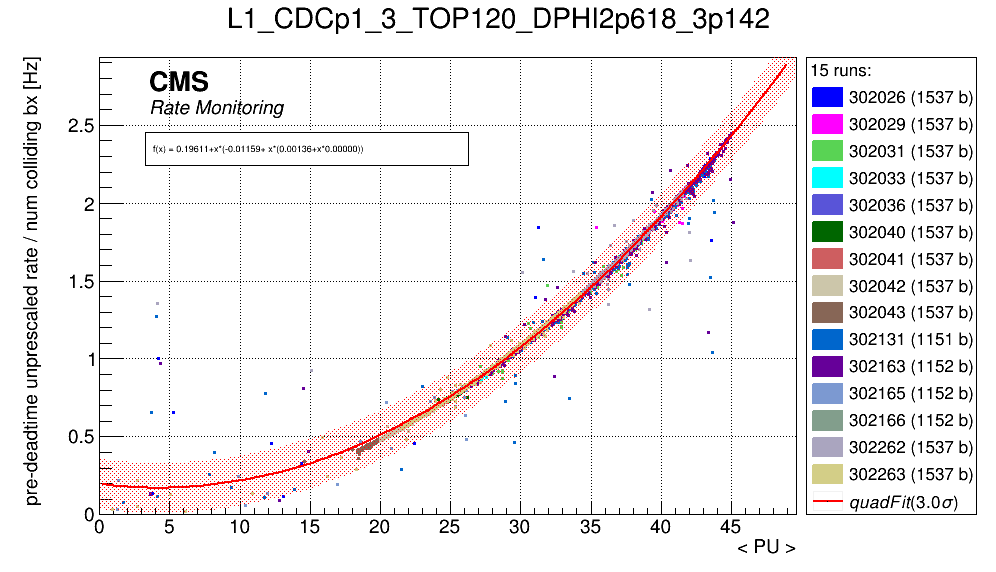 L1_CDCp1_3_TOP120_DPHI2p618_3p142
pre-deadtime unprescaled rate / num colliding bx [Hz]
CMS
Rate Monitoring
f(x) = 0.19611+x*(-0.01159+ x*(0.00136+x*0.00000))
2.5
2
1.5
1
0.5
0
0 5 10 15 20 25 30 35 40 45
< PU >
15 runs:
302026 (1537 b)
302029 (1537 b)
302031 (1537 b)
302033 (1537 b)
302036 (1537 b)
302040 (1537 b)
302041 (1537 b)
302042 (1537 b)
302043 (1537 b)
302131 (1151 b)
302163 (1152 b)
302165 (1152 b)
302166 (1152 b)
302262 (1537 b)
302263 (1537 b)
quadFit(3.0σ)